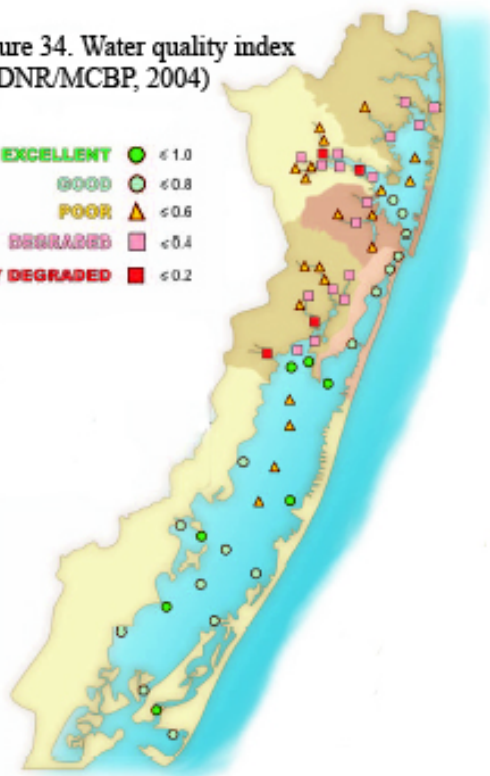 ure 34. Water quality index
DNR/MCBP, 2004)
EXCELLENT ≤ 1.0
GOOD ≤ 0.8
POOR ≤ 0.6
DEGRADED ≤ 0.4
Y DEGRADED ≤ 0.2